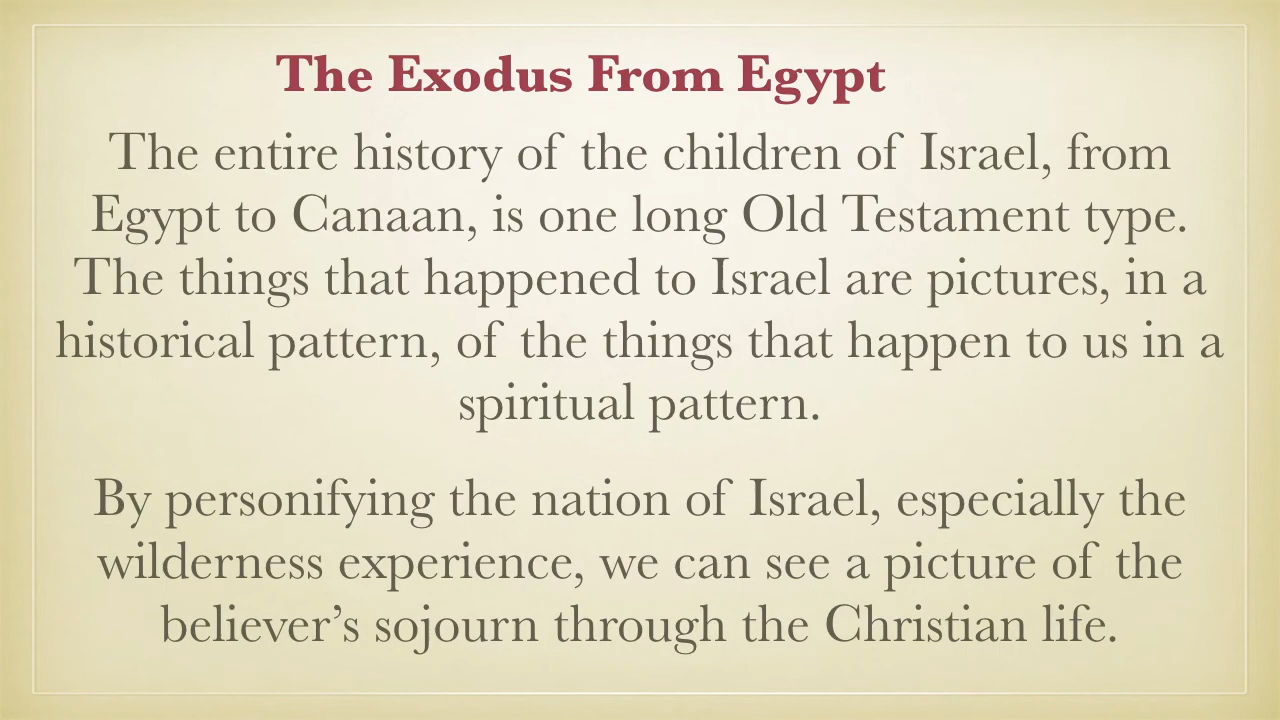 The Exodus From Egypt
The entire history of the children of Israel, from
Egypt to Canaan, is one long Old Testament type.
The things that happened to Israel are pictures, in a
historical pattern, of the things that happen to us in a
spiritual pattern.
By personifying the nation of Israel, especially the
wilderness experience, we can see a picture of the
believer’s sojourn through the Christian life.